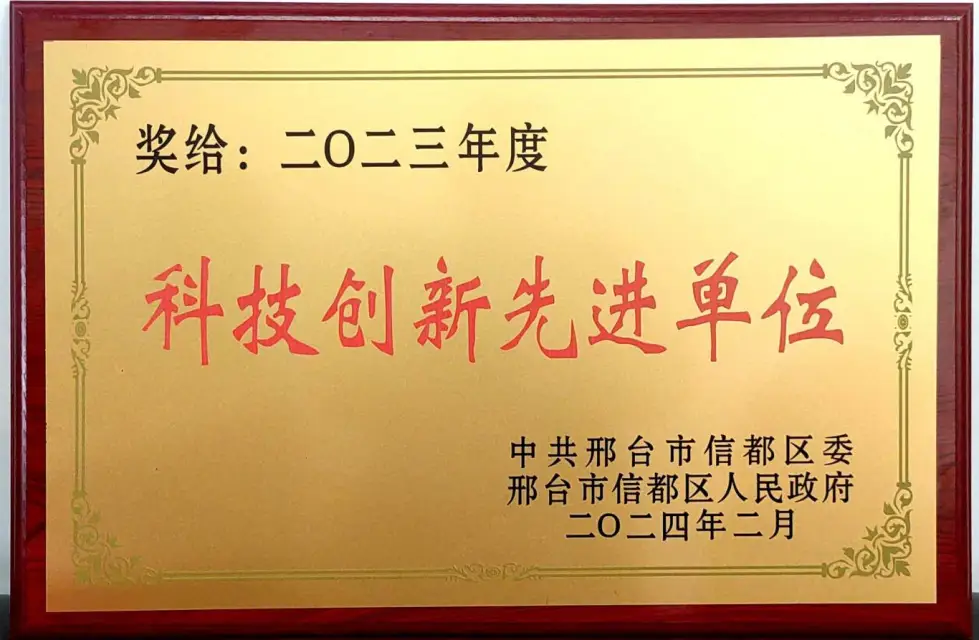 奖给：二〇二三年度
科技创新先进单位
中共邢台市信都区委
邢台市信都区人民政府
二〇二四年二月